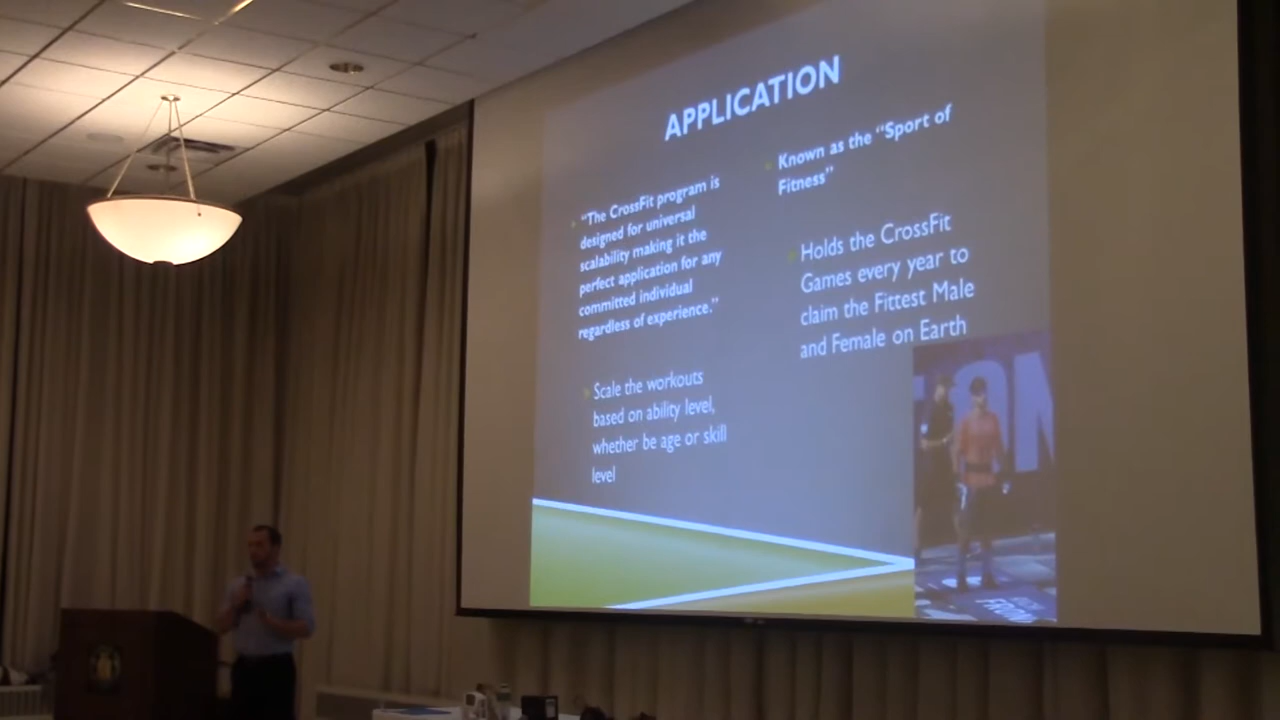 APPLICATION
“The CrossFit program is
designed for universal
scalability making it the
perfect application for any
committed individual
regardless of experience.”
Scale the workouts
based on ability level,
whether be age or skill
level
Known as the “Sport of
Fitness”
Holds the CrossFit
Games every year to
claim the Fittest Male
and Female on Earth